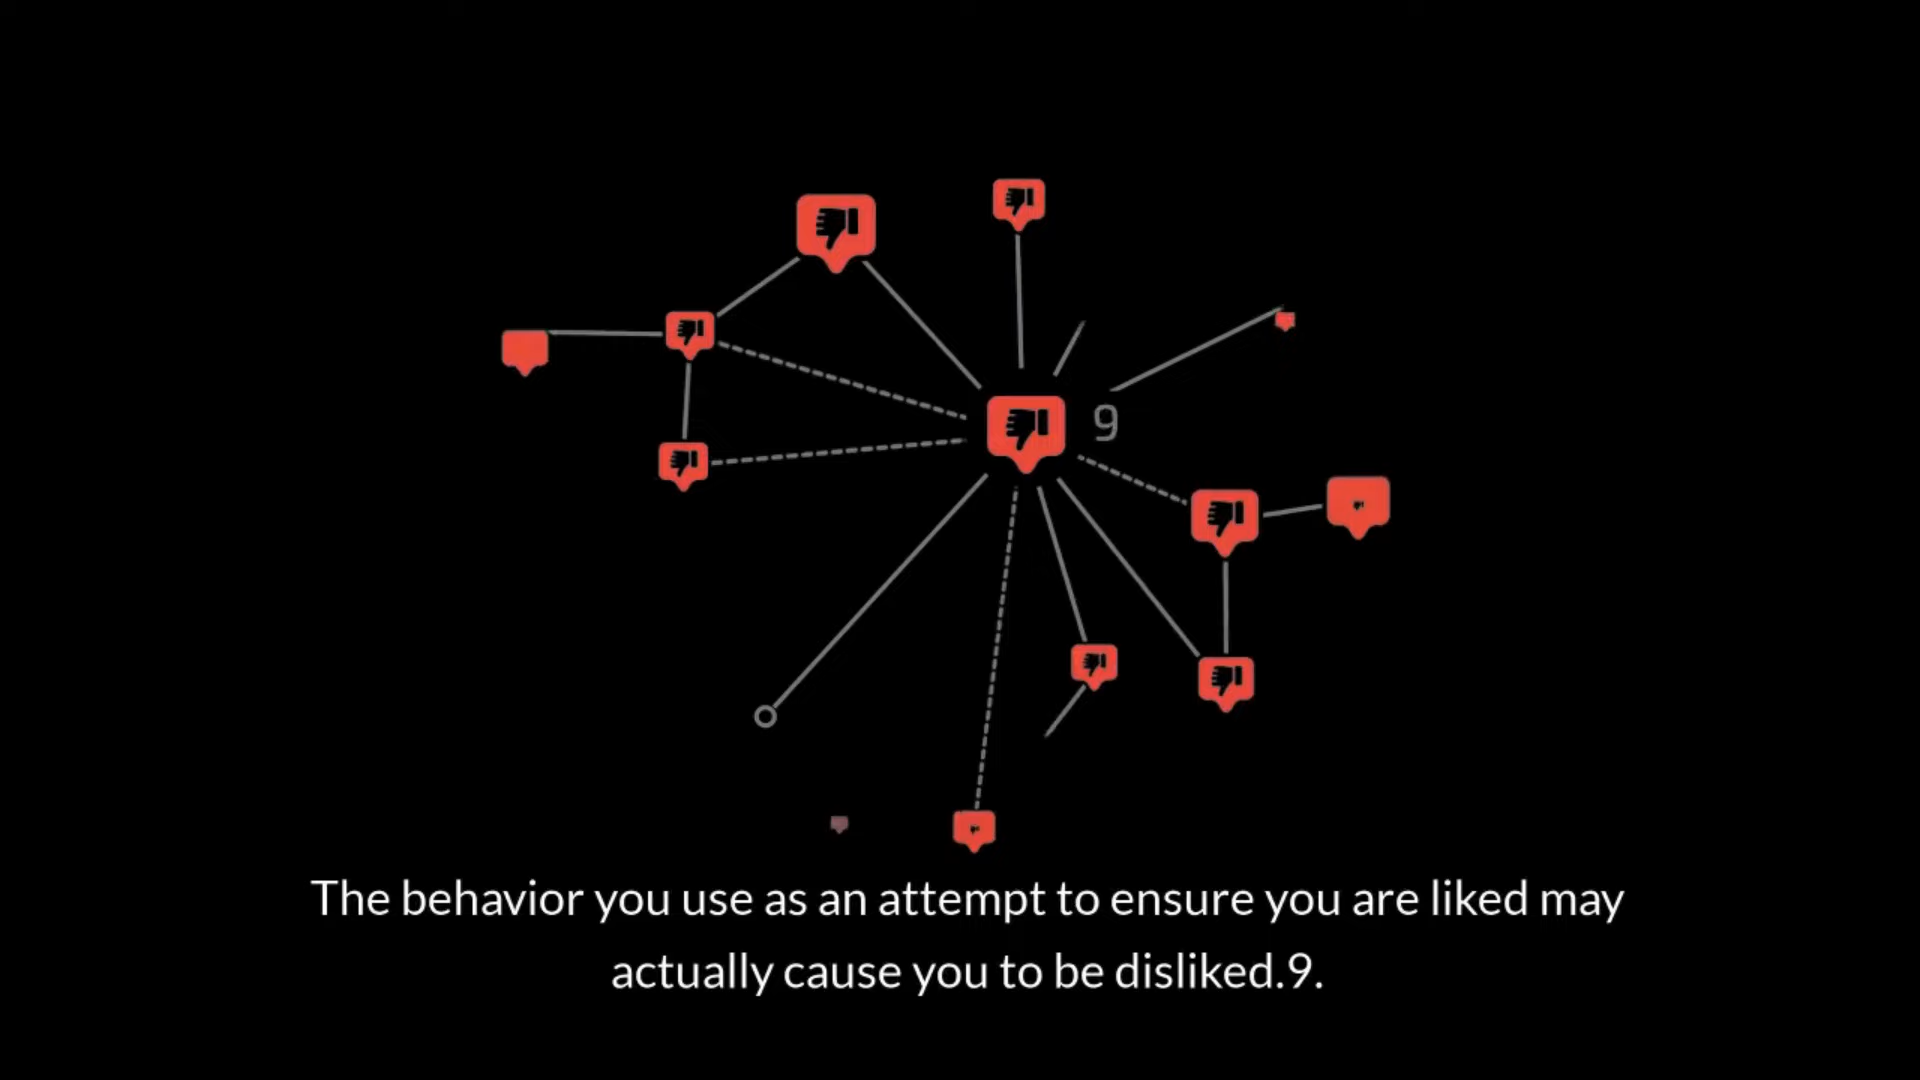 9
The behavior you use as an attempt to ensure you are liked may
actually cause you to be disliked.9.